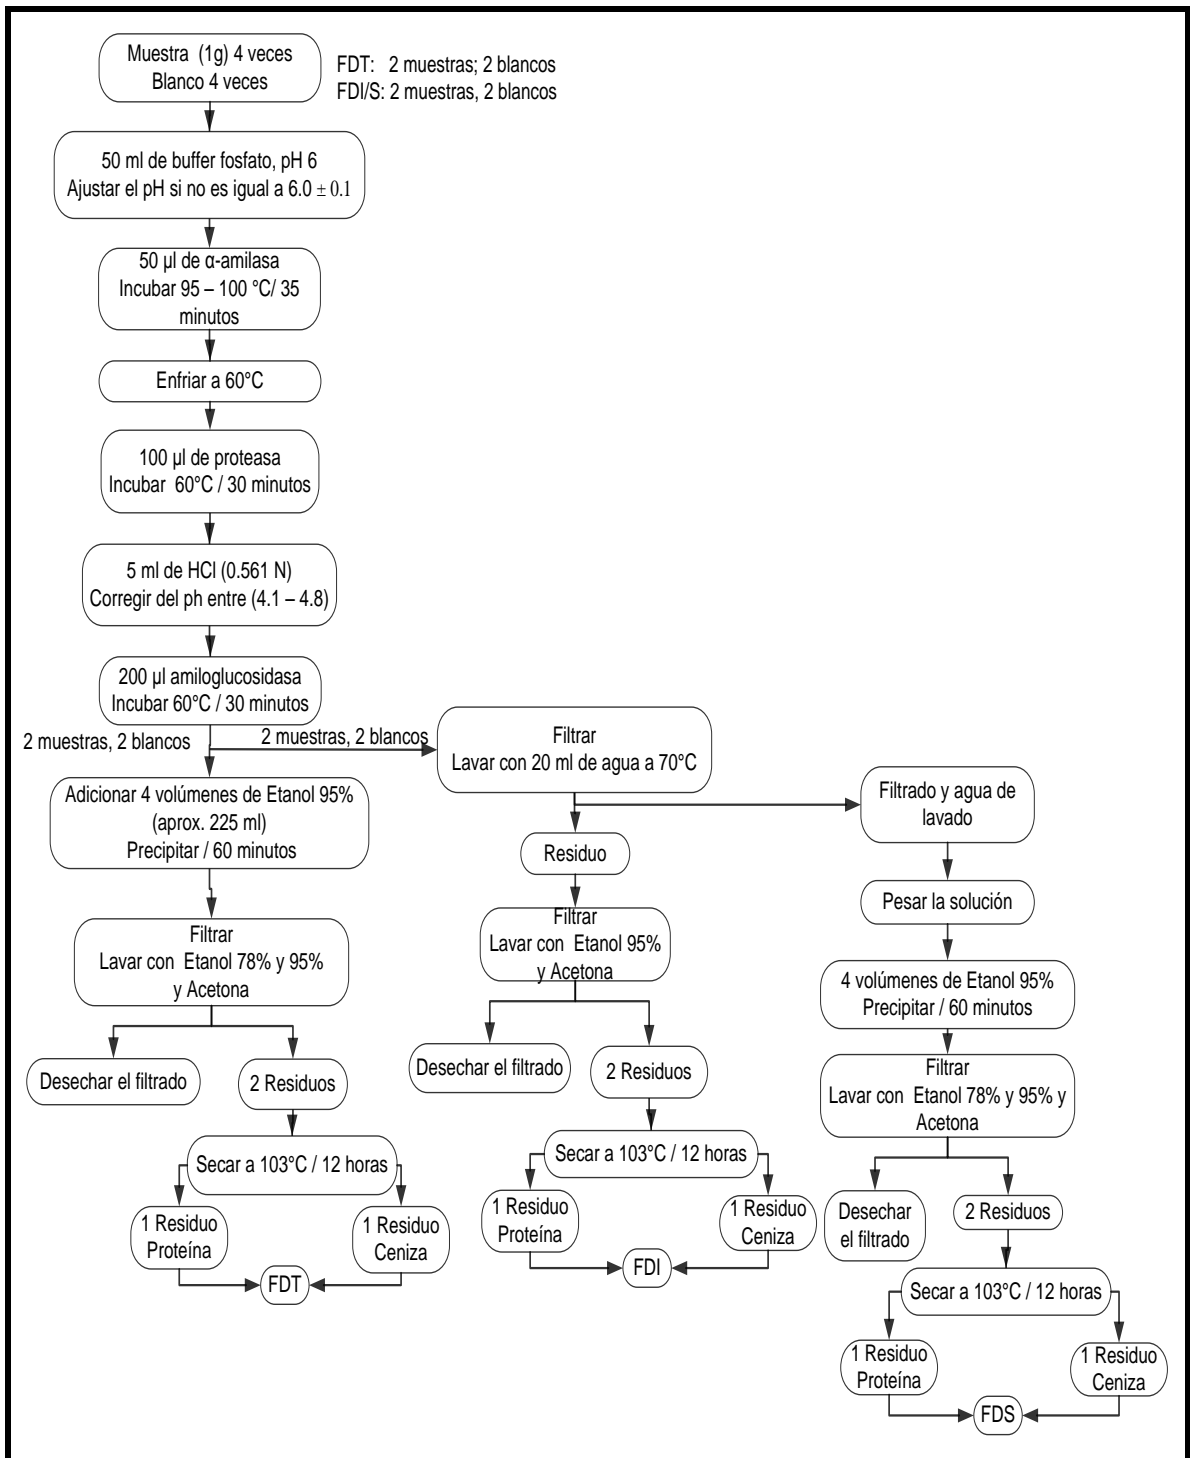 Muestra (1g) 4 veces
Blanco 4 veces
FDT: 2 muestras; 2 blancos
FDI/S: 2 muestras, 2 blancos
50 ml de buffer fosfato, pH 6
Ajustar el pH si no es igual a 6.0 ± 0.1
50 µl de α-amilasa
Incubar 95 – 100 °C/ 35
minutos
Enfriar a 60°C
100 µl de proteasa
Incubar 60°C / 30 minutos
5 ml de HCl (0.561 N)
Corregir del ph entre (4.1 – 4.8)
200 µl amiloglucosidasa
Incubar 60°C / 30 minutos
2 muestras, 2 blancos
2 muestras, 2 blancos
Adicionar 4 volúmenes de Etanol 95%
(aprox. 225 ml)
Precipitar / 60 minutos
Filtrar
Lavar con Etanol 78% y 95%
y Acetona
Desechar el filtrado
2 Residuos
Secar a 103°C / 12 horas
1 Residuo
Proteína
1 Residuo
Ceniza
FDT
Filtrar
Lavar con 20 ml de agua a 70°C
Residuo
Filtrar
Lavar con Etanol 95%
y Acetona
Desechar el filtrado
2 Residuos
Secar a 103°C / 12 horas
1 Residuo
Proteína
1 Residuo
Ceniza
FDI
Filtrado y agua de
lavado
Pesar la solución
4 volúmenes de Etanol 95%
Precipitar / 60 minutos
Filtrar
Lavar con Etanol 78% y 95% y
Acetona
Desechar
el filtrado
2 Residuos
Secar a 103°C / 12 horas
1 Residuo
Proteína
1 Residuo
Ceniza
FDS